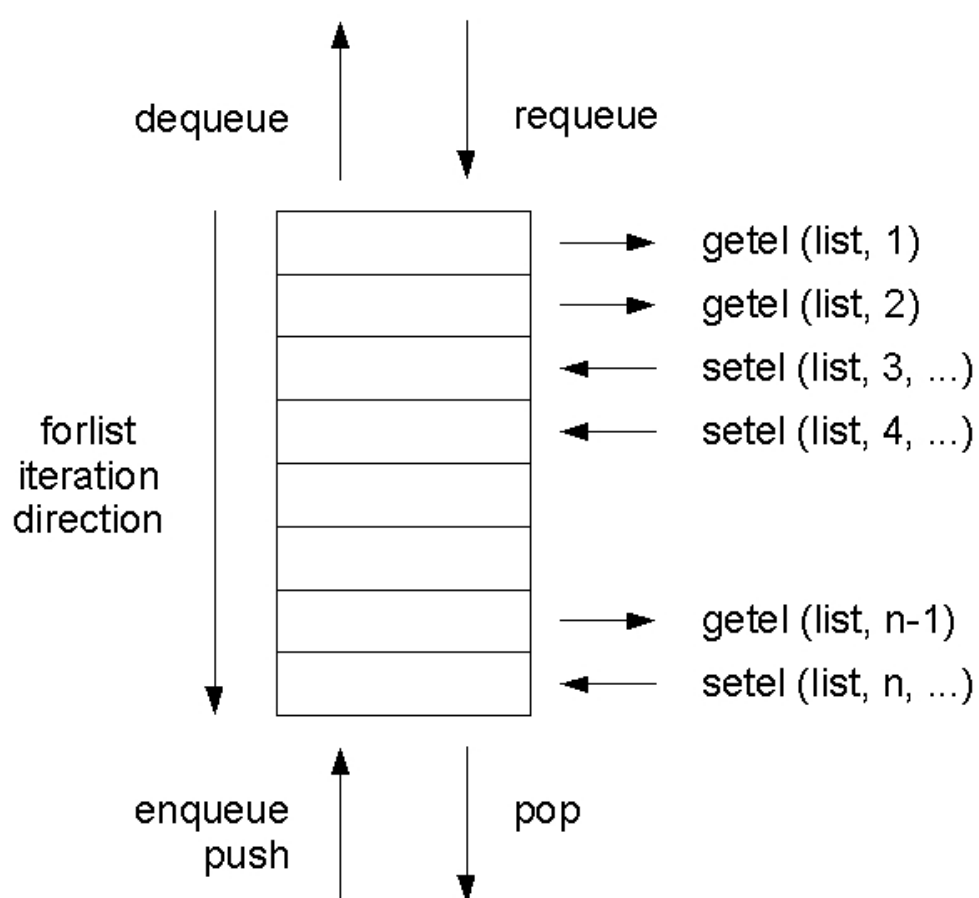 dequeue
requeue
getel (list, 1)
getel (list, 2)
setel (list, 3, ...)
setel (list, 4, ...)
forlist
iteration
direction
getel (list, n-1)
setel (list, n, ...)
enqueue
push
pop